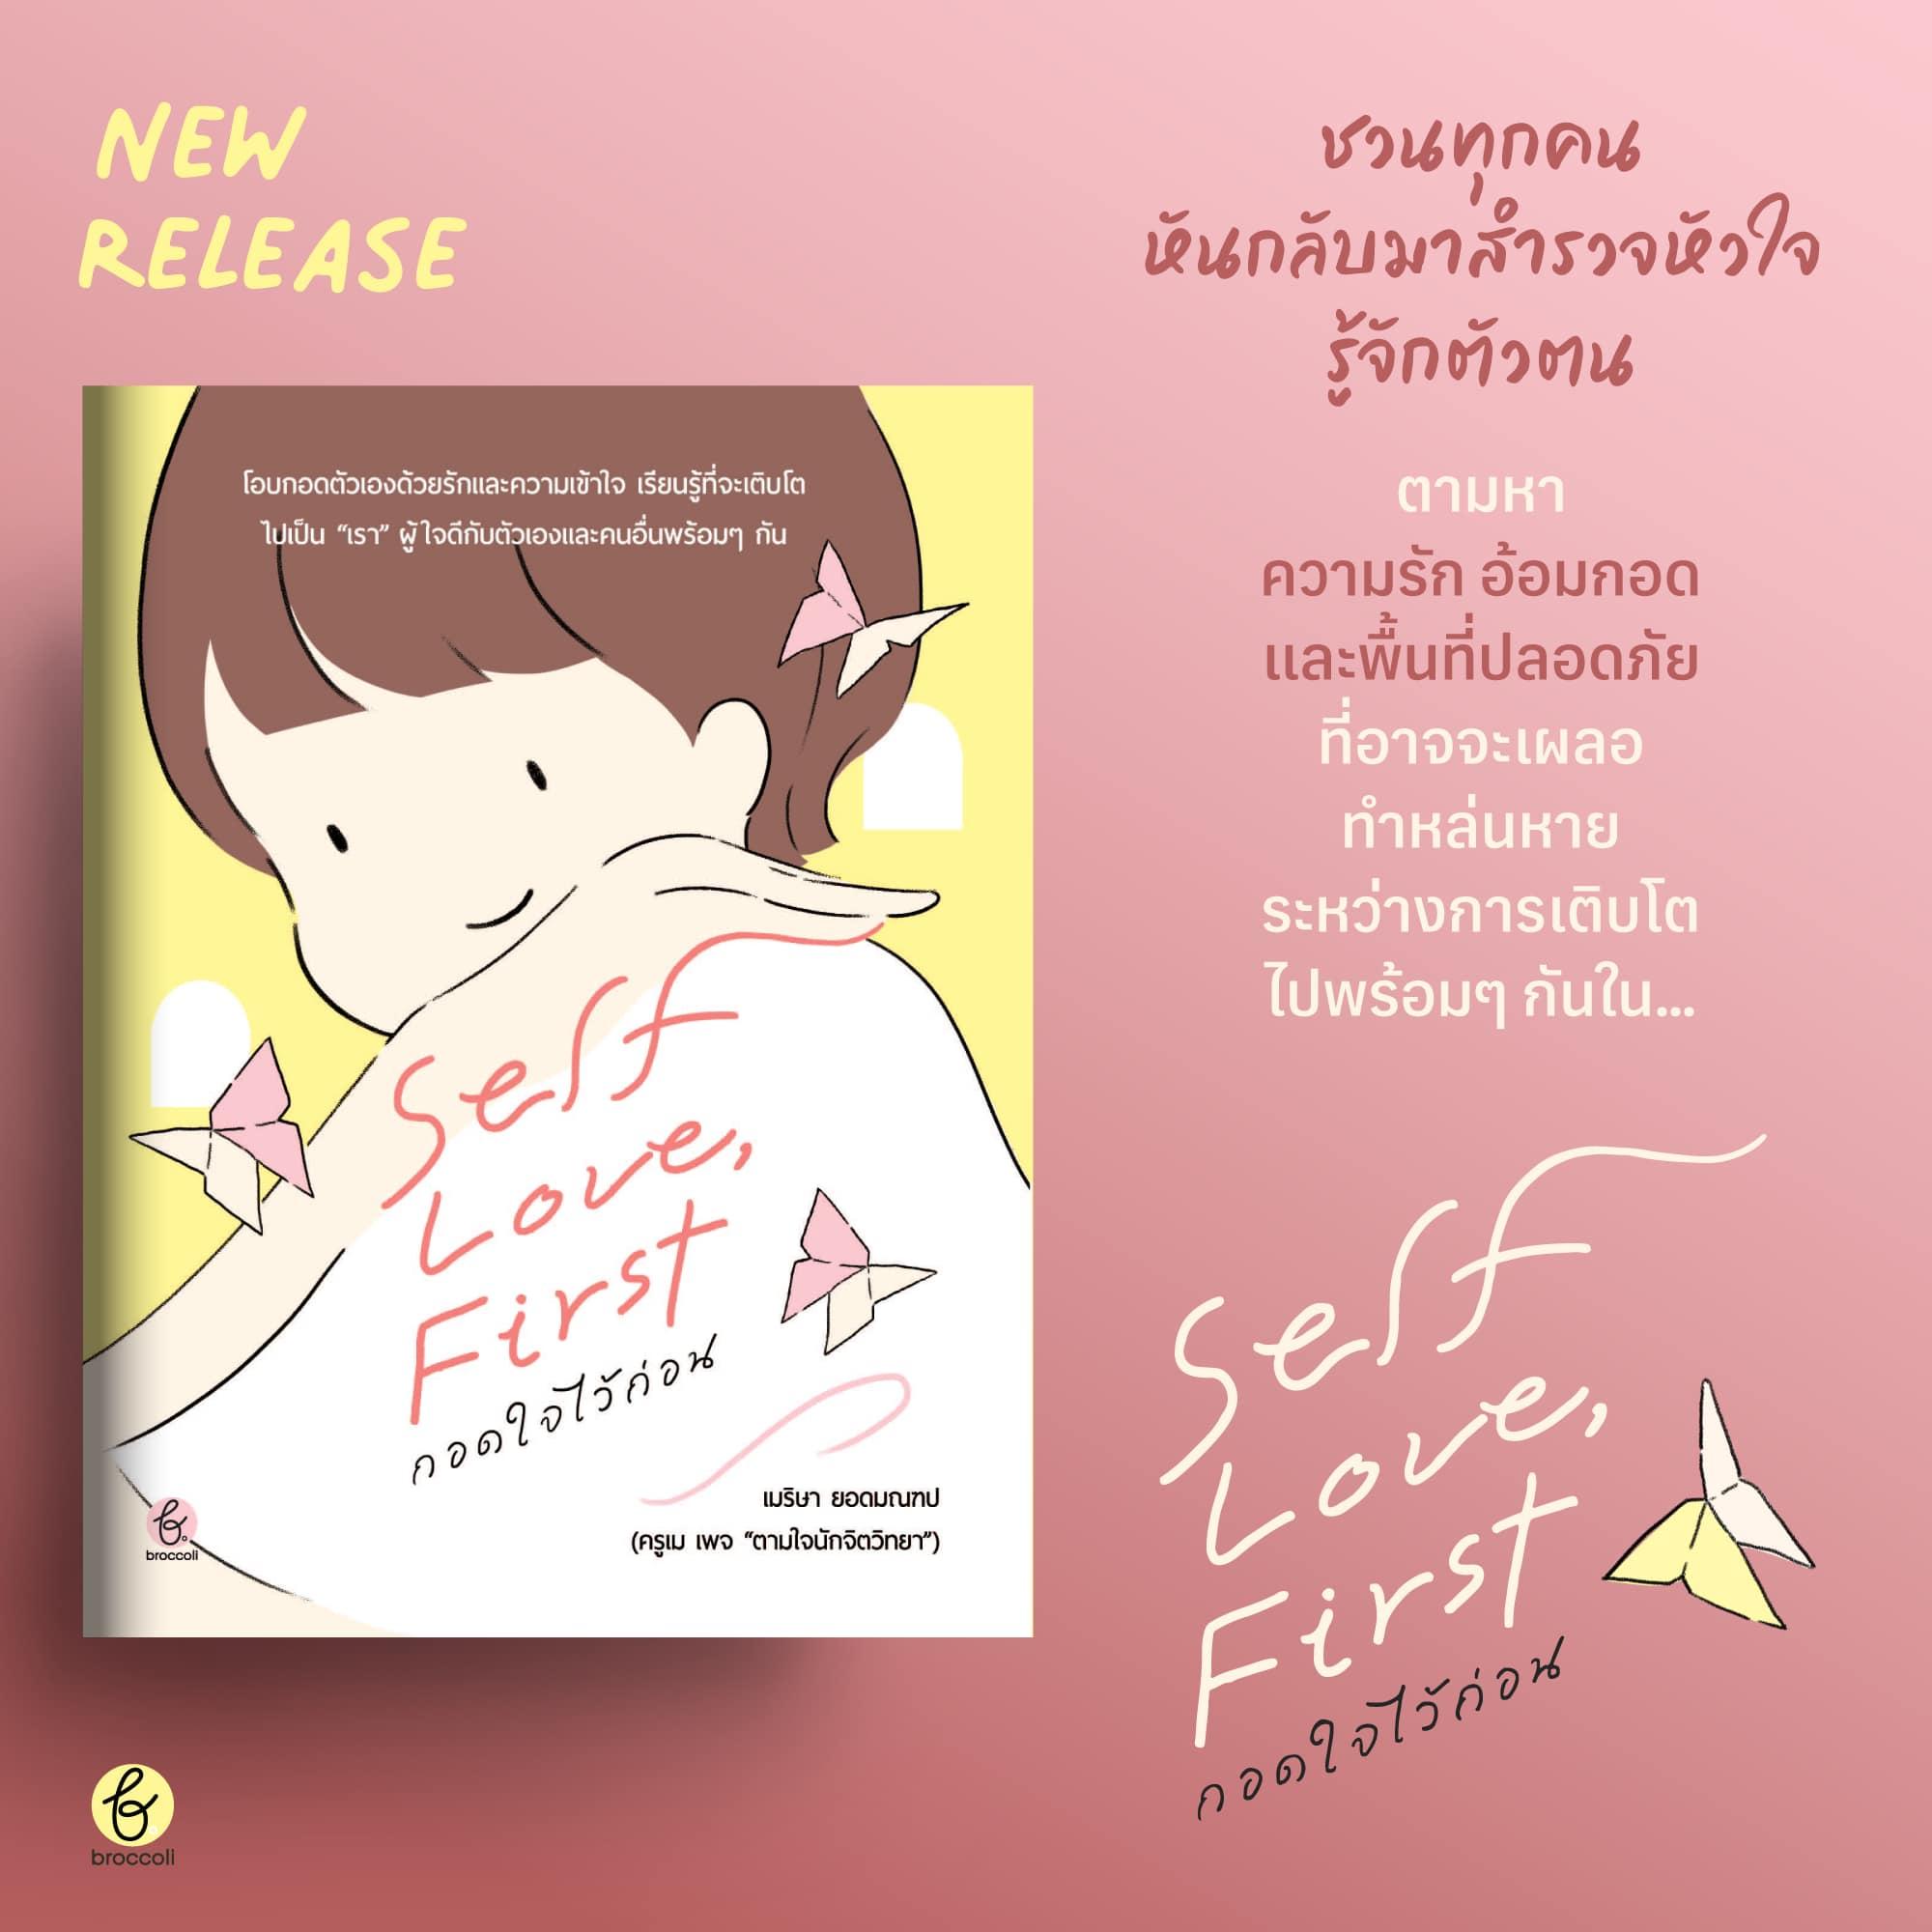 NEW
RELEASE
โอบกอดตัวเองด้วยรักและความเข้าใจ เรียนรู้ที่จะเติบโต
ไปเป็น “เรา” ผู้ใจดีกับตัวเองและคนอื่นพร้อมๆ กัน
Self
Love,
First
กอดใจไว้ก่อน
เมริษา ยอดมณฑป
(ครูเม เพจ “ตามใจนักจิตวิทยา”)
broccoli
ชวนทุกคน
หันกลับมาสำรวจหัวใจ
รู้จักตัวตน
ตามหา
ความรัก อ้อมกอด
และพื้นที่ปลอดภัย
ที่อาจจะเผลอ
ทำหล่นหาย
ระหว่างการเติบโต
ไปพร้อมๆ กันใน...
Self
Love,
First
กอดใจไว้ก่อน
b.
broccoli